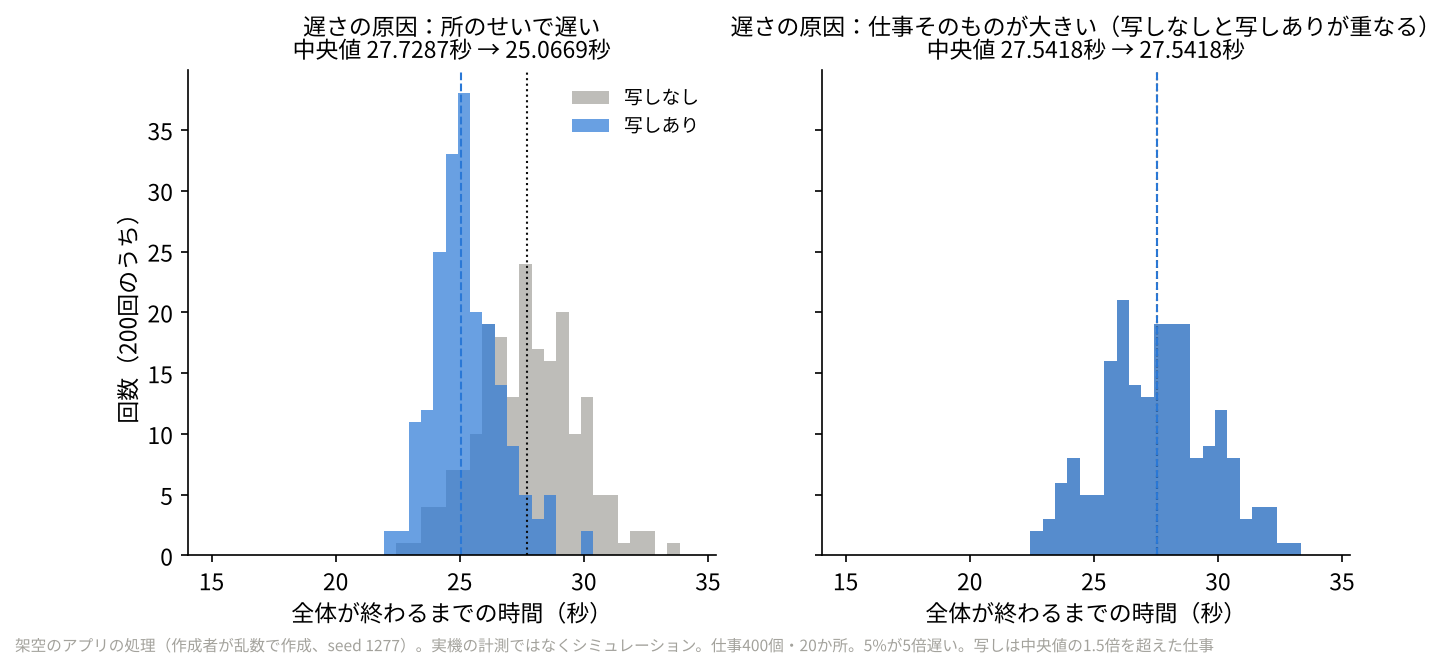 遅さの原因：所のせいで遅い
中央値 27.7287秒 → 25.0669秒
写しなし
写しあり
回数（200回のうち）
35
30
25
20
15
10
5
0
15
20
25
30
35
全体が終わるまでの時間（秒）
遅さの原因：仕事そのものが大きい（写しなしと写しありが重なる）
中央値 27.5418秒 → 27.5418秒
15
20
25
30
35
全体が終わるまでの時間（秒）
架空のアプリの処理（作成者が乱数で作成、seed 1277）。実機の計測ではなくシミュレーション。仕事400個・20か所。5%が5倍遅い。写しは中央値の1.5倍を超えた仕事